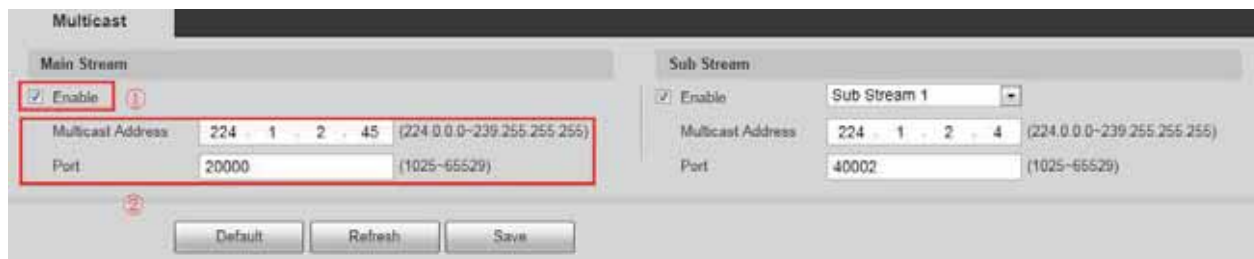 Multicast
Main Stream
Enable ①
Multicast Address 224 . 1 . 2 . 45 (224.0.0.0~239.255.255.255)
Port 20000 (1025~65529)
②
Sub Stream
Enable Sub Stream 1
Multicast Address 224 . 1 . 2 . 4 (224.0.0.0~239.255.255.255)
Port 40002 (1025~65529)
Default Refresh Save